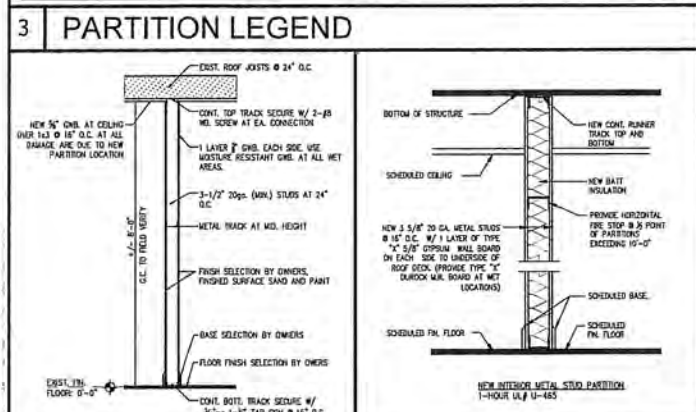 3 PARTITION LEGEND
EXIST. ROOF JOISTS @ 24" O.C.
NEW ⅝" GWB. AT CEILING
OVER 1x3 @ 16" O.C. AT ALL
DAMAGE ARE DUE TO NEW
PARTITION LOCATION
CONT. TOP TRACK SECURE W/ 2-#8
WD. SCREW AT EA. CONNECTION
1 LAYER GWB. EACH SIDE. USE
MOISTURE RESISTANT GWB. AT ALL WET
AREAS.
3-1/2" 20ga. (MIN.) STUDS AT 24"
O.C.
+/- 8'-0"
G.C. TO FIELD VERIFY
METAL TRACK AT MID. HEIGHT
FINISH SELECTION BY OWNERS,
FINISHED SURFACE SAND AND PAINT
BASE SELECTION BY OWNERS
FLOOR FINISH SELECTION BY OWERS
EXIST. FIN.
FLOOR: 0'-0"
CONT. BOTT. TRACK SECURE W/
BOTTOM OF STRUCTURE
NEW CONT. RUNNER
TRACK TOP AND
BOTTOM
SCHEDULED CEILING
NEW BATT
INSULATION
PROVIDE HORIZONTAL
FIRE STOP @ POINT
OF PARTITIONS
EXCEEDING 10'-0"
NEW 3 5/8" 20 GA. METAL STUDS
@ 16" O.C. W/ 1 LAYER OF TYPE
"X" 5/8" GYPSUM WALL BOARD
ON EACH SIDE TO UNDERSIDE OF
ROOF DECK (PROVIDE TYPE "X"
DUROCK M.R. BOARD AT WET
LOCATIONS)
SCHEDULED BASE.
SCHEDULED FIN. FLOOR
SCHEDULED
FIN. FLOOR
NEW INTERIOR METAL STUD PARTITION
1-HOUR UL# U-465